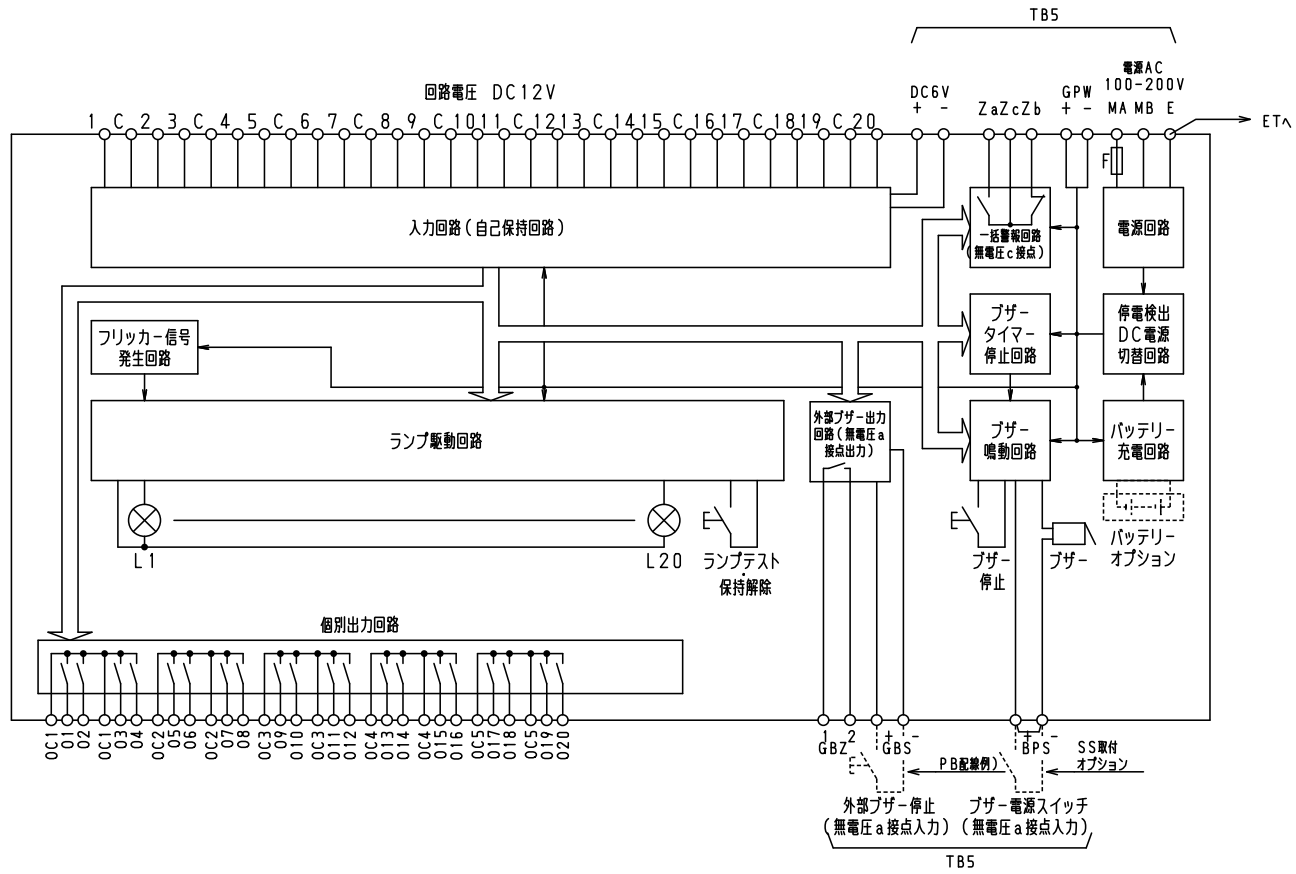 TB5
回路電圧 DC12V
DC6V
+ -
ZaZcZb
GPW
+ -
電源AC
100-200V
MA MB E
1 C 2 3 C 4 5 C 6 7 C 8 9 C 10 11 C 12 13 C 14 15 C 16 17 C 18 19 C 20
ETへ
F
入力回路(自己保持回路)
一括警報回路
(無電圧c接点)
電源回路
フリッカー信号
発生回路
ブザー
タイマー
停止回路
停電検出
DC電源
切替回路
ランプ駆動回路
外部ブザー出力
回路(無電圧a
接点出力)
ブザー
鳴動回路
バッテリー
充電回路
L1
L20
ランプテスト
・
保持解除
ブザー
停止
ブザー
バッテリー
オプション
個別出力回路
OC1 O1 O2 OC1 O3 O4 OC2 O5 O6 OC2 O7 O8 OC3 O9 O10 OC3 O11 O12 OC4 O13 O14 OC4 O15 O16 OC5 O17 O18 OC5 O19 O20
1 2
GBZ
+ -
GBS
+ -
BPS
PB配線例)
SS取付
オプション
外部ブザー停止
(無電圧a接点入力)
ブザー電源スイッチ
(無電圧a接点入力)
TB5